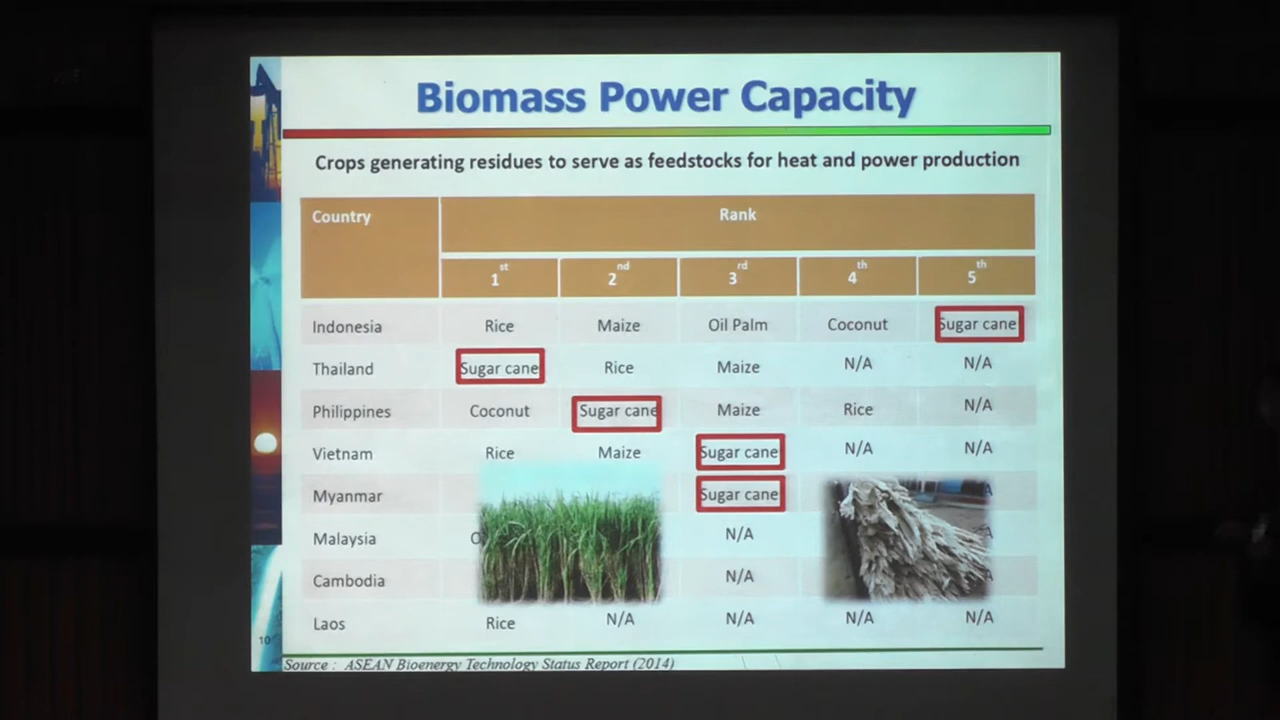 Biomass Power Capacity
Crops generating residues to serve as feedstocks for heat and power production
Country Rank
1st 2nd 3rd 4th 5th
Indonesia Rice Maize Oil Palm Coconut Sugar cane
Thailand Sugar cane Rice Maize N/A N/A
Philippines Coconut Sugar cane Maize Rice N/A
Vietnam Rice Maize Sugar cane N/A N/A
Myanmar Sugar cane
Malaysia N/A
Cambodia N/A
Laos Rice N/A N/A N/A N/A
10
Source : ASEAN Bioenergy Technology Status Report (2014)